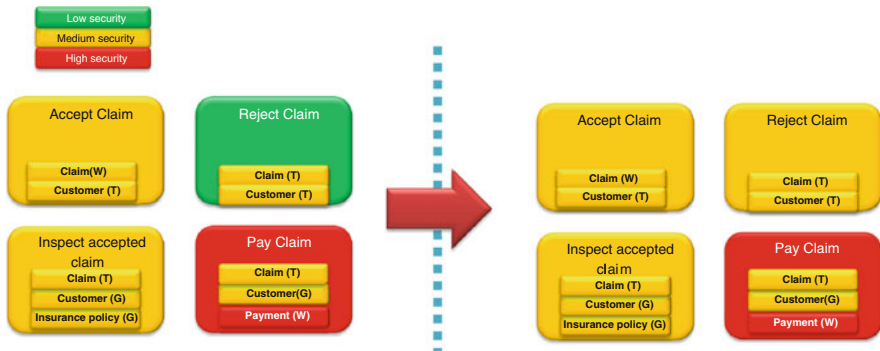 Low security
Medium security
High security
Accept Claim
Claim(W)
Customer (T)
Reject Claim
Claim (T)
Customer (T)
Inspect accepted
claim
Claim (T)
Customer (G)
Insurance policy (G)
Pay Claim
Claim (T)
Customer(G)
Payment (W)
Accept Claim
Claim (W)
Customer (T)
Reject Claim
Claim (T)
Customer (T)
Inspect accepted
claim
Claim (T)
Customer (G)
Insurance policy (G)
Pay Claim
Claim (T)
Customer(G)
Payment (W)